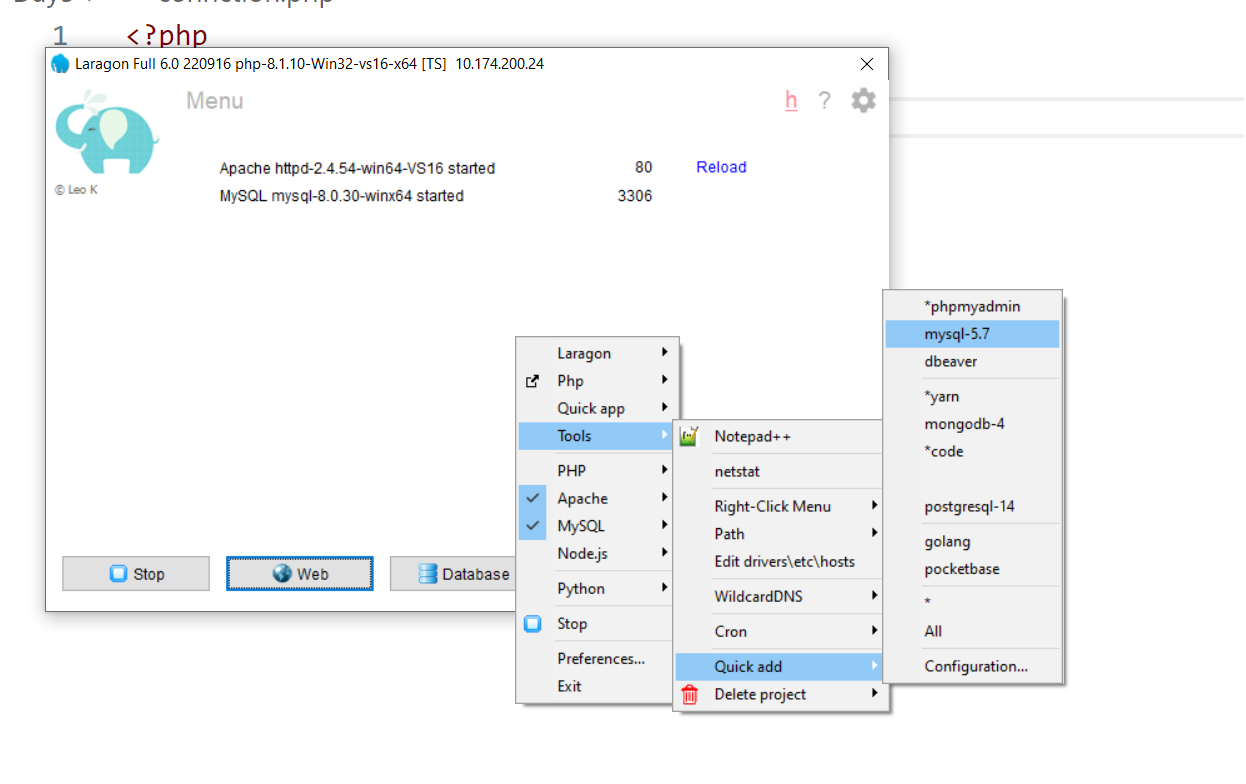 1 <?php
Laragon Full 6.0 220916 php-8.1.10-Win32-vs16-x64 [TS] 10.174.200.24
Menu
h ?
© Leo K
Apache httpd-2.4.54-win64-VS16 started 80 Reload
MySQL mysql-8.0.30-winx64 started 3306
Stop
Web
Database
Laragon
Php
Quick app
Tools
PHP
Apache
MySQL
Node.js
Python
Stop
Preferences...
Exit
Notepad++
netstat
Right-Click Menu
Path
Edit drivers\etc\hosts
WildcardDNS
Cron
Quick add
Delete project
*phpmyadmin
mysql-5.7
dbeaver
*yarn
mongodb-4
*code
postgresql-14
golang
pocketbase
*
All
Configuration...